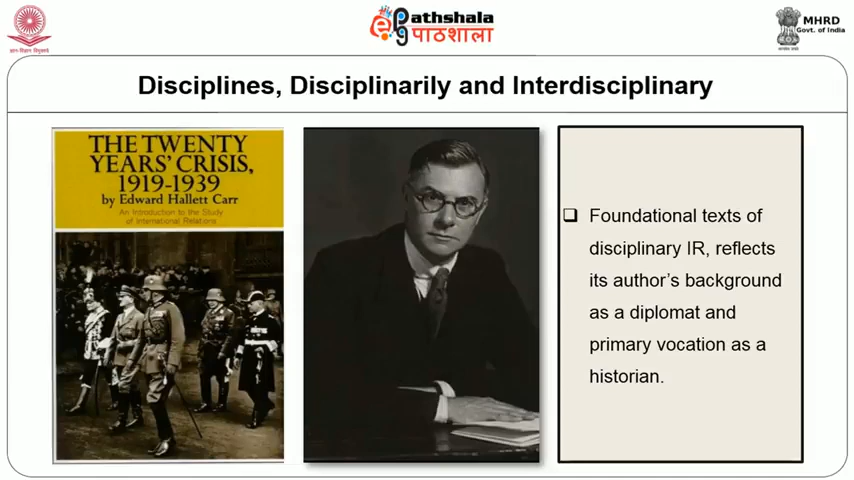 ePathshala
पाठशाला
MHRD
Govt. of India
Disciplines, Disciplinarily and Interdisciplinary
THE TWENTY
YEARS' CRISIS,
1919-1939
by Edward Hallett Carr
An Introduction to the Study
of International Relations
Foundational texts of
disciplinary IR, reflects
its author's background
as a diplomat and
primary vocation as a
historian.